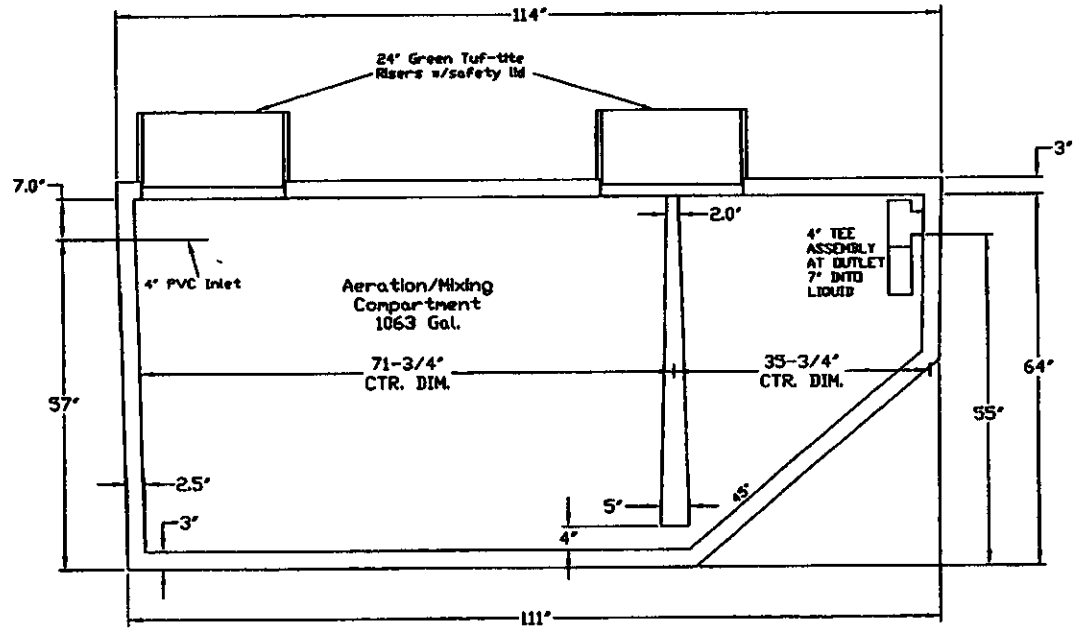 114"
24" Green Tuf-tite
Risers w/safety lid
3"
7.0"
2.0"
4" TEE
ASSEMBLY
AT OUTLET
7" INTO
LIQUID
4" PVC Inlet
Aeration/Mixing
Compartment
1063 Gal.
71-3/4"
CTR. DIM.
35-3/4"
CTR. DIM.
64"
57"
55"
2.5"
5"
45°
3"
4"
111"